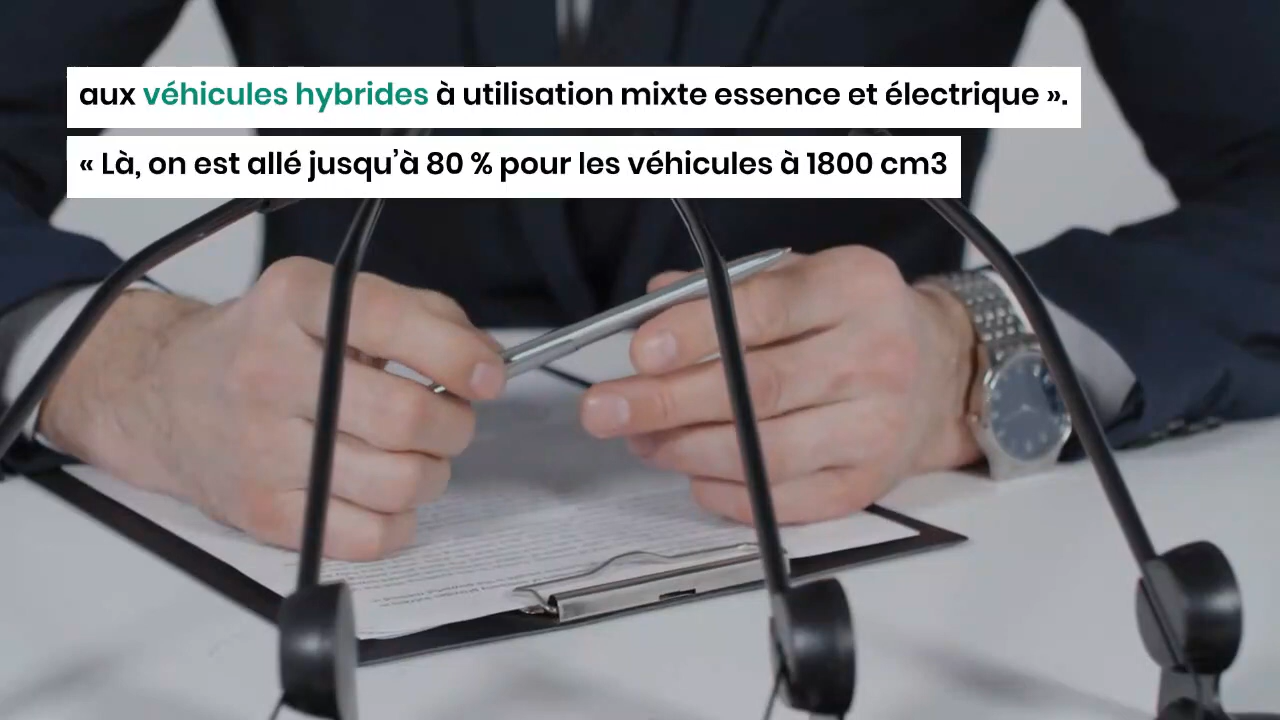 aux véhicules hybrides à utilisation mixte essence et électrique ».
« Là, on est allé jusqu’à 80 % pour les véhicules à 1800 cm3